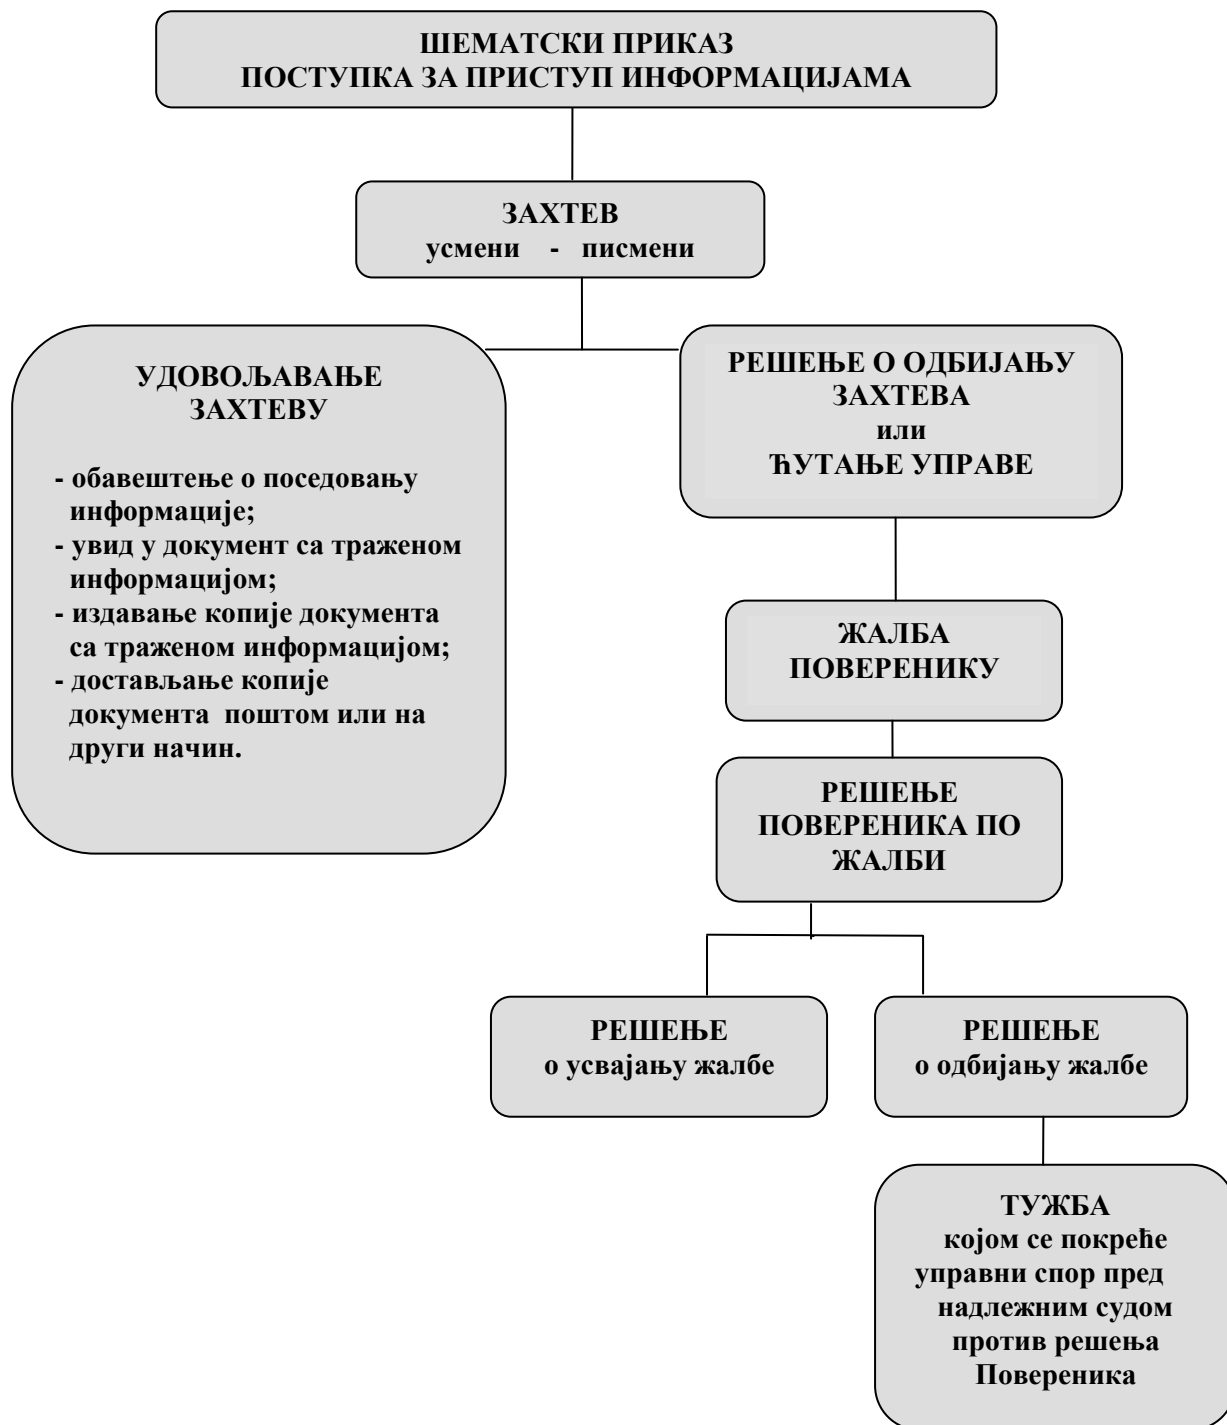 ШЕМАТСКИ ПРИКАЗ
ПОСТУПКА ЗА ПРИСТУП ИНФОРМАЦИЈАМА
ЗАХТЕВ
усмени - писмени
УДОВОЉАВАЊЕ
ЗАХТЕВУ
- обавештење о поседовању
информације;
- увид у документ са траженом
информацијом;
- издавање копије документа
са траженом информацијом;
- достављање копије
документа поштом или на
други начин.
РЕШЕЊЕ О ОДБИЈАЊУ
ЗАХТЕВА
или
ЋУТАЊЕ УПРАВЕ
ЖАЛБА
ПОВЕРЕНИКУ
РЕШЕЊЕ
ПОВЕРЕНИКА ПО
ЖАЛБИ
РЕШЕЊЕ
о усвајању жалбе
РЕШЕЊЕ
о одбијању жалбе
ТУЖБА
којом се покреће
управни спор пред
надлежним судом
против решења
Повереника